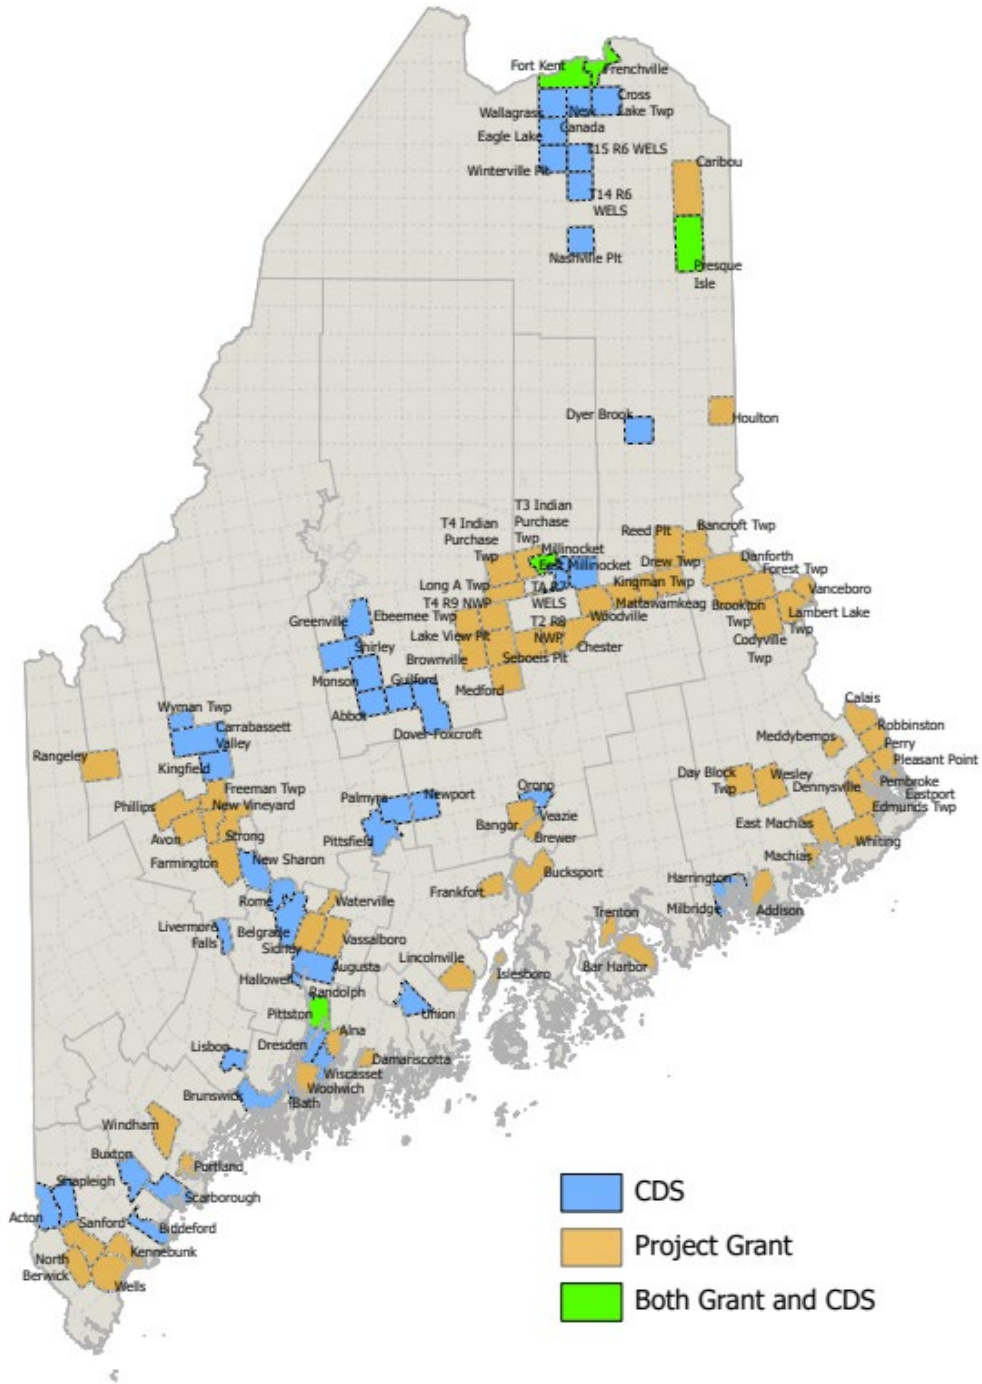 Fort Kent
Frenchville
Cross
Lake Twp
Wallagrass
New
Canada
Eagle Lake
T15 R6 WELS
Winterville Plt
Caribou
T14 R6
WELS
Nashville Plt
Presque
Isle
Dyer Brook
Houlton
T3 Indian
Purchase
Twp
T4 Indian
Purchase
Twp
Millinocket
East Millinocket
Reed Plt
Bancroft Twp
Drew Twp
Danforth
Forest Twp
Vanceboro
Long A Twp
TA R7
WELS
Kingman Twp
Mattawamkeag
Brookton
Twp
Lambert Lake
Twp
T4 R9 NWP
Ebeemee Twp
Woodville
Codyville
Twp
Greenville
Lake View Plt
T2 R8
NWP
Chester
Shirley
Brownville
Seboeis Plt
Monson
Guilford
Medford
Abbot
Dover-Foxcroft
Wyman Twp
Carrabassett
Valley
Rangeley
Kingfield
Calais
Robbinston
Meddybemps
Perry
Pleasant Point
Day Block
Twp
Wesley
Dennysville
Pembroke
Eastport
Edmunds Twp
Phillips
Freeman Twp
New Vineyard
Palmyra
Newport
Orono
Veazie
Avon
Strong
Pittsfield
Bangor
Brewer
East Machias
Whiting
Farmington
New Sharon
Machias
Bucksport
Frankfort
Harrington
Milbridge
Addison
Rome
Waterville
Livermore
Falls
Belgrade
Sidney
Vassalboro
Trenton
Bar Harbor
Lincolnville
Islesboro
Augusta
Hallowell
Randolph
Pittston
Union
Alna
Dresden
Lisbon
Damariscotta
Wiscasset
Woolwich
Brunswick
Bath
Windham
Buxton
Portland
Shapleigh
Scarborough
Acton
Sanford
Biddeford
Kennebunk
North
Berwick
Wells
CDS
Project Grant
Both Grant and CDS